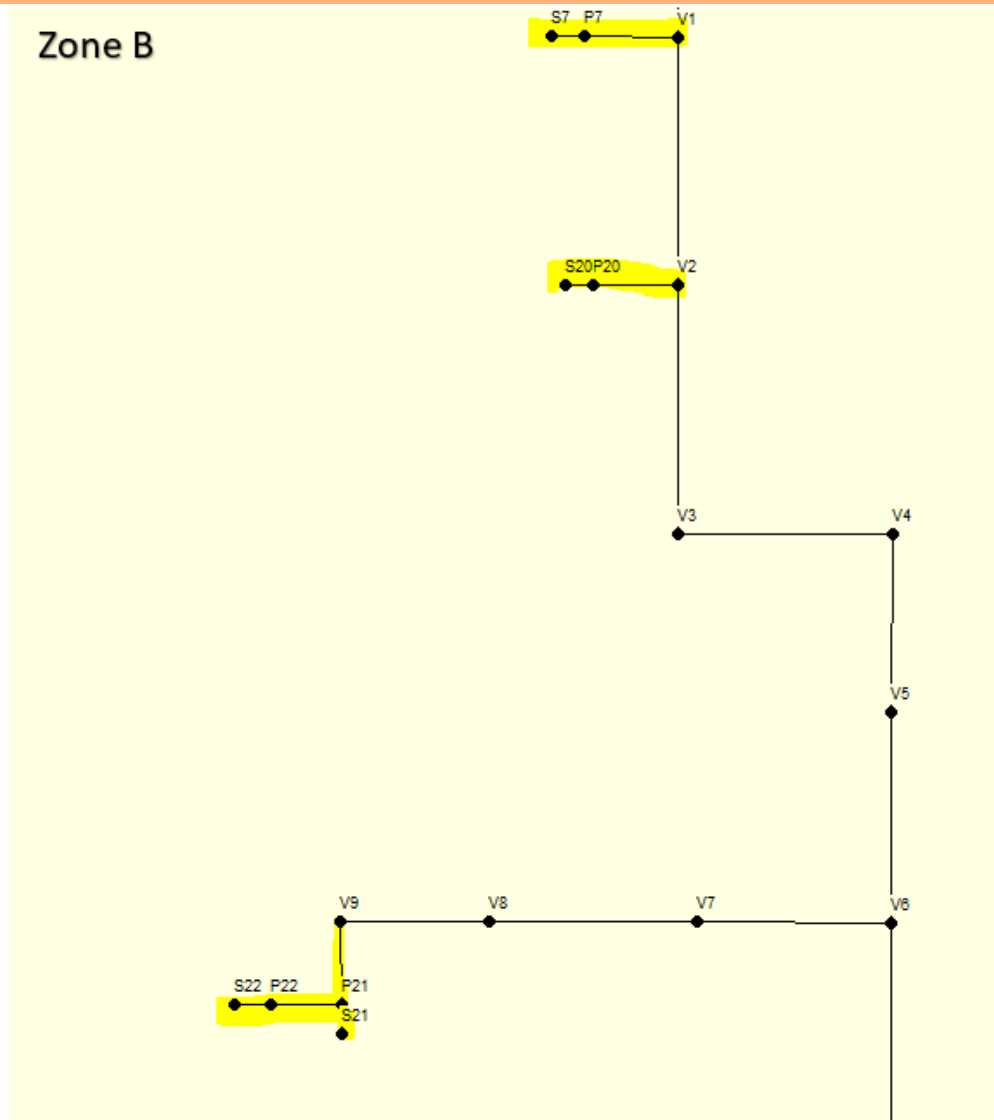 Zone B
S7 P7 V1
S20P20 V2
V3 V4
V5
V9 V8 V7 V6
S22 P22 P21
S21